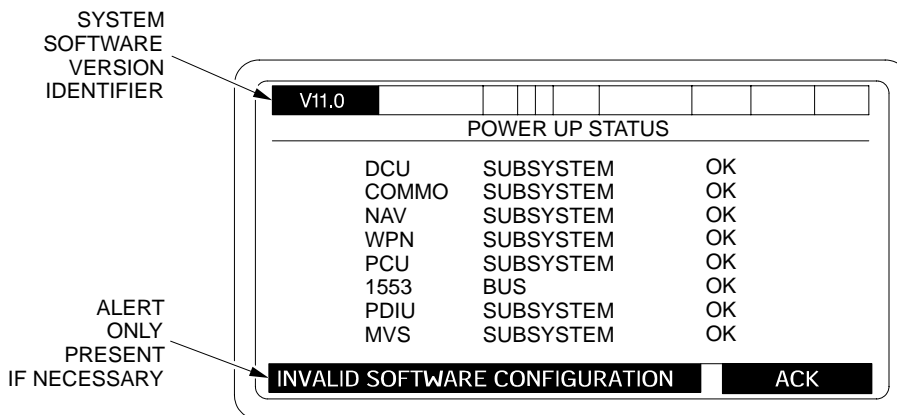 SYSTEM
SOFTWARE
VERSION
IDENTIFIER
V11.0
POWER UP STATUS
DCU SUBSYSTEM OK
COMMO SUBSYSTEM OK
NAV SUBSYSTEM OK
WPN SUBSYSTEM OK
PCU SUBSYSTEM OK
1553 BUS OK
PDIU SUBSYSTEM OK
MVS SUBSYSTEM OK
ALERT
ONLY
PRESENT
IF NECESSARY
INVALID SOFTWARE CONFIGURATION ACK